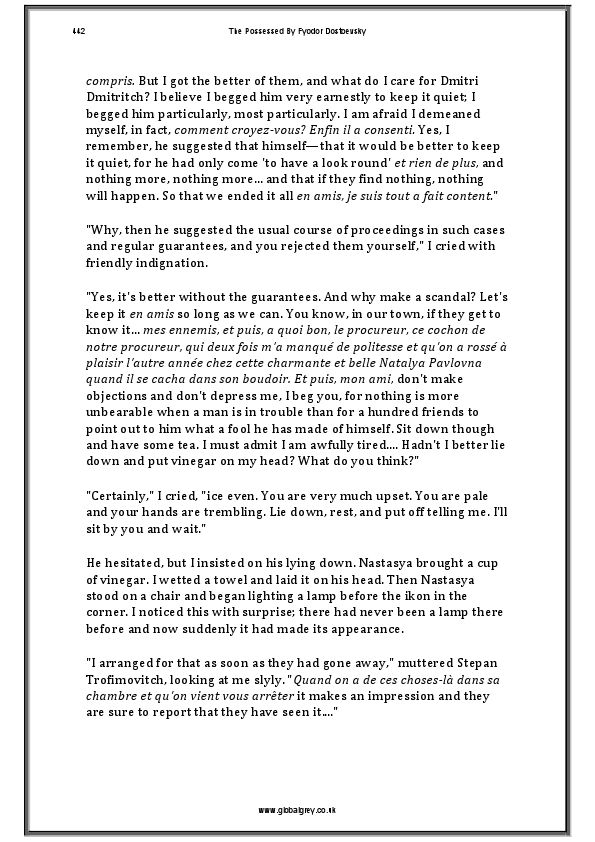 442
The Possessed By Fyodor Dostoevsky
compris. But I got the better of them, and what do I care for Dmitri
Dmitritch? I believe I begged him very earnestly to keep it quiet; I
begged him particularly, most particularly. I am afraid I demeaned
myself, in fact, comment croyez-vous? Enfin il a consenti. Yes, I
remember, he suggested that himself—that it would be better to keep
it quiet, for he had only come 'to have a look round' et rien de plus, and
nothing more, nothing more... and that if they find nothing, nothing
will happen. So that we ended it all en amis, je suis tout a fait content."
"Why, then he suggested the usual course of proceedings in such cases
and regular guarantees, and you rejected them yourself," I cried with
friendly indignation.
"Yes, it's better without the guarantees. And why make a scandal? Let's
keep it en amis so long as we can. You know, in our town, if they get to
know it... mes ennemis, et puis, a quoi bon, le procureur, ce cochon de
notre procureur, qui deux fois m'a manqué de politesse et qu'on a rossé à
plaisir l'autre année chez cette charmante et belle Natalya Pavlovna
quand il se cacha dans son boudoir. Et puis, mon ami, don't make
objections and don't depress me, I beg you, for nothing is more
unbearable when a man is in trouble than for a hundred friends to
point out to him what a fool he has made of himself. Sit down though
and have some tea. I must admit I am awfully tired.... Hadn't I better lie
down and put vinegar on my head? What do you think?"
"Certainly," I cried, "ice even. You are very much upset. You are pale
and your hands are trembling. Lie down, rest, and put off telling me. I'll
sit by you and wait."
He hesitated, but I insisted on his lying down. Nastasya brought a cup
of vinegar. I wetted a towel and laid it on his head. Then Nastasya
stood on a chair and began lighting a lamp before the ikon in the
corner. I noticed this with surprise; there had never been a lamp there
before and now suddenly it had made its appearance.
"I arranged for that as soon as they had gone away," muttered Stepan
Trofimovitch, looking at me slyly. "Quand on a de ces choses-là dans sa
chambre et qu'on vient vous arrêter it makes an impression and they
are sure to report that they have seen it...."
www.globalgrey.co.uk